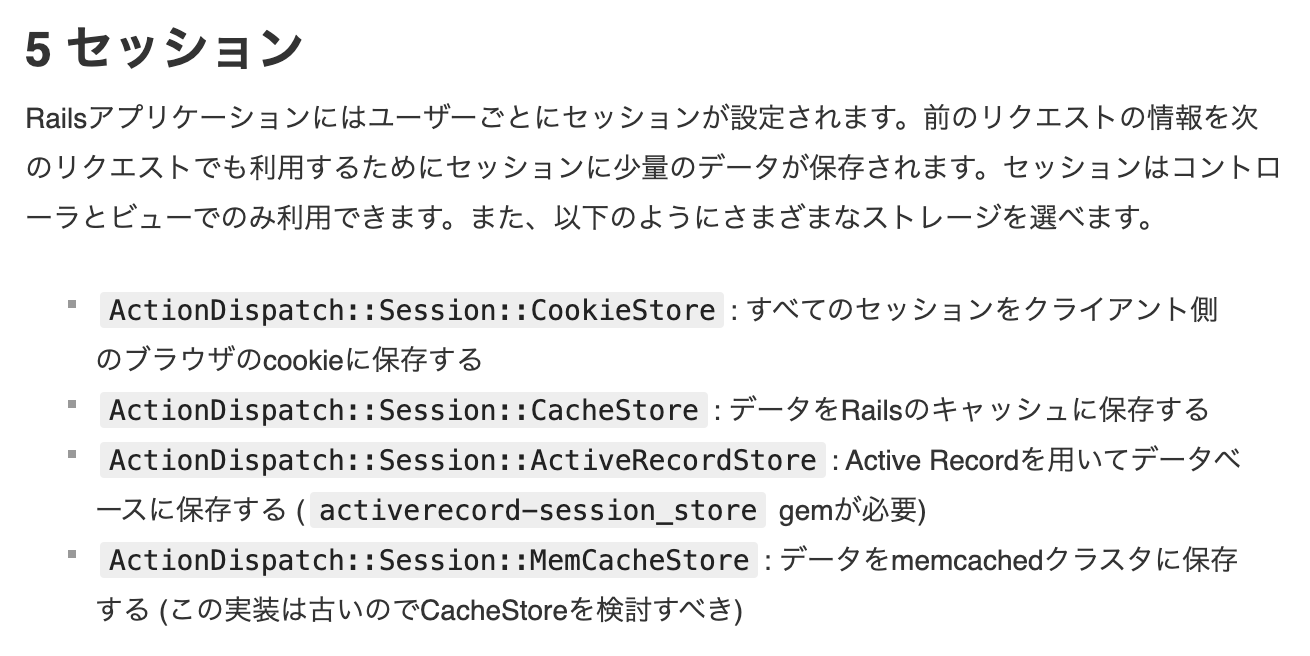 5 セッション
Railsアプリケーションにはユーザーごとにセッションが設定されます。前のリクエストの情報を次
のリクエストでも利用するためにセッションに少量のデータが保存されます。セッションはコントロ
ーラとビューでのみ利用できます。また、以下のようにさまざまなストレージを選べます。
ActionDispatch::Session::CookieStore : すべてのセッションをクライアント側
のブラウザのcookieに保存する
ActionDispatch::Session::CacheStore : データをRailsのキャッシュに保存する
ActionDispatch::Session::ActiveRecordStore : Active Recordを用いてデータベ
ースに保存する ( activerecord-session_store gemが必要)
ActionDispatch::Session::MemCacheStore : データをmemcachedクラスタに保存
する (この実装は古いのでCacheStoreを検討すべき)